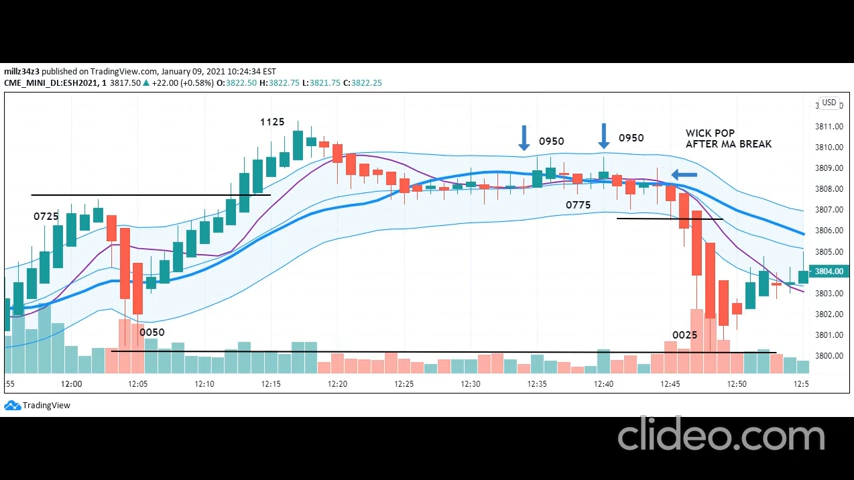 millz34z3 published on TradingView.com, January 09, 2021 10:24:34 EST
CME_MINI_DL:ESH2021, 1 3817.50 ▲ +22.00 (+0.58%) O:3822.50 H:3822.75 L:3821.75 C:3822.25
USD
3811.00
3810.00
3809.00
3808.00
3807.00
3806.00
3805.00
3804.00
3803.00
3802.00
3801.00
3800.00
1125
0950
0950
WICK POP
AFTER MA BREAK
0725
0775
0050
0025
:55 12:00 12:05 12:10 12:15 12:20 12:25 12:30 12:35 12:40 12:45 12:50 12:5
TradingView
clideo.com